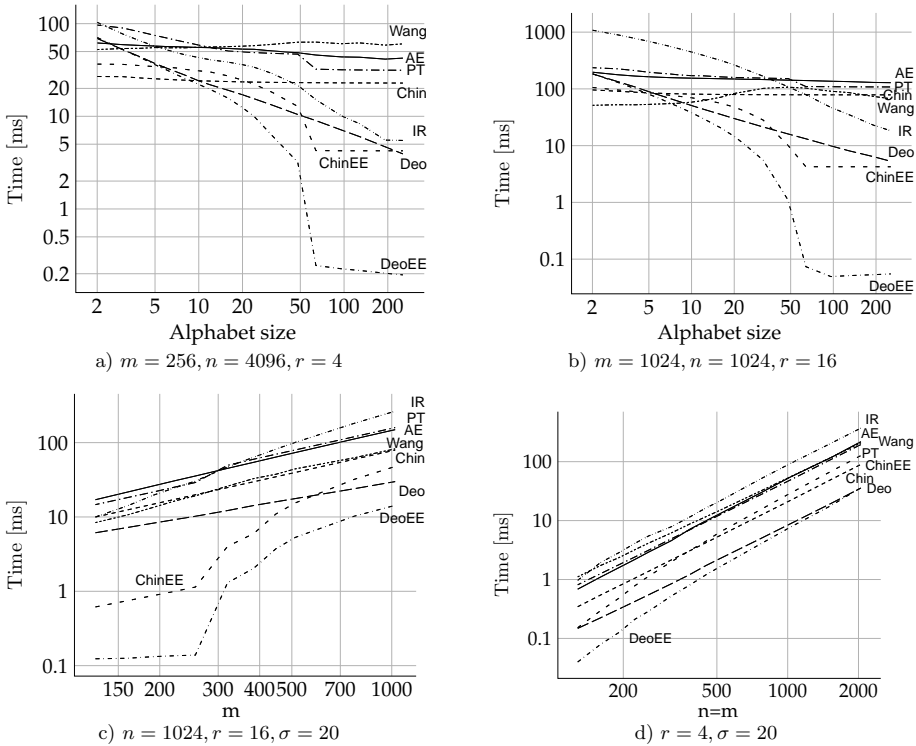 100
50
20
10
5
2
1
0.5
0.2
Time [ms]
Wang
AE
PT
Chin
IR
ChinEE
Deo
DeoEE
2 5 10 20 50 100 200
Alphabet size
a) m = 256, n = 4096, r = 4
1000
100
10
1
0.1
Time [ms]
AE
PT
Chin
Wang
IR
Deo
ChinEE
DeoEE
2 5 10 20 50 100 200
Alphabet size
b) m = 1024, n = 1024, r = 16
100
10
1
0.1
Time [ms]
IR
PT
AE
Wang
Chin
Deo
DeoEE
ChinEE
150 200 300 400 500 700 1000
m
c) n = 1024, r = 16, σ = 20
100
10
1
0.1
Time [ms]
IR
AE
Wang
PT
ChinEE
Chin
Deo
DeoEE
200 500 1000 2000
n=m
d) r = 4, σ = 20